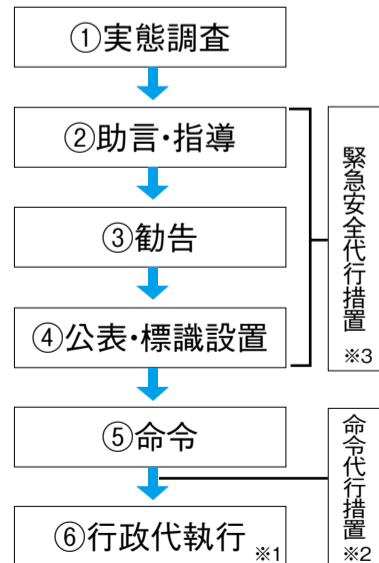 ①実態調査
②助言・指導
③勧告
④公表・標識設置
緊急安全代行措置
※3
⑤命令
命令代行措置
※2
⑥行政代執行
※1